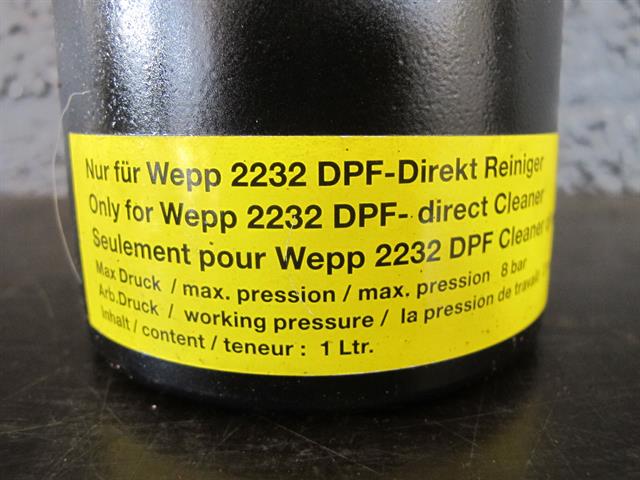 Nur für Wepp 2232 DPF-Direkt Reiniger
Only for Wepp 2232 DPF- direct Cleaner
Seulement pour Wepp 2232 DPF Cleaner
Max Druck / max. pression / max. pression 8 bar
Arb.Druck / working pressure / la pression de travail
Inhalt / content / teneur : 1 Ltr.